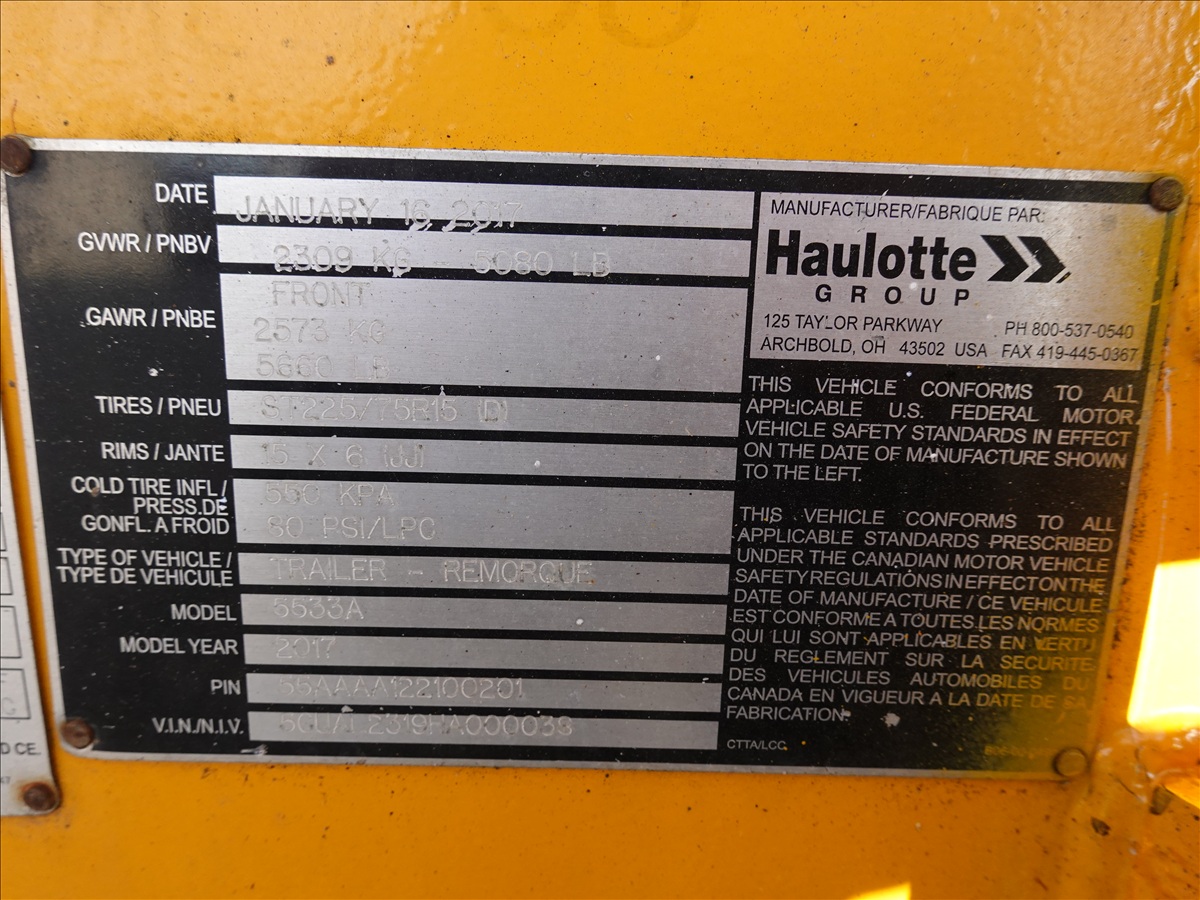 DATE JANUARY 16 2017
GVWR / PNBV 2309 KG - 5080 LB
GAWR / PNBE FRONT
2573 KG
5660 LB
TIRES / PNEU ST225/75R15 (D)
RIMS / JANTE 15 X 6 (JJ)
COLD TIRE INFL / 550 KPA
PRESS.DE
GONFL. A FROID 80 PSI/LPC
TYPE OF VEHICLE / TRAILER - REMORQUE
TYPE DE VEHICULE
MODEL 5533A
MODEL YEAR 2017
PIN 55AAAA122100201
V.I.N./N.I.V.
MANUFACTURER/FABRIQUE PAR:
Haulotte
GROUP
125 TAYLOR PARKWAY PH 800-537-0540
ARCHBOLD, OH 43502 USA FAX 419-445-0367
THIS VEHICLE CONFORMS TO ALL
APPLICABLE U.S. FEDERAL MOTOR
VEHICLE SAFETY STANDARDS IN EFFECT
ON THE DATE OF MANUFACTURE SHOWN
TO THE LEFT.
THIS VEHICLE CONFORMS TO ALL
APPLICABLE STANDARDS PRESCRIBED
UNDER THE CANADIAN MOTOR VEHICLE
SAFETY REGULATIONS IN EFFECT ON THE
DATE OF MANUFACTURE / CE VEHICULE
EST CONFORME A TOUTES LES NORMES
QUI LUI SONT APPLICABLES EN VERTU
DU REGLEMENT SUR LA SECURITE
DES VEHICULES AUTOMOBILES DU
CANADA EN VIGUEUR A LA DATE DE SA
FABRICATION.
CTTA/LCG
D CE.